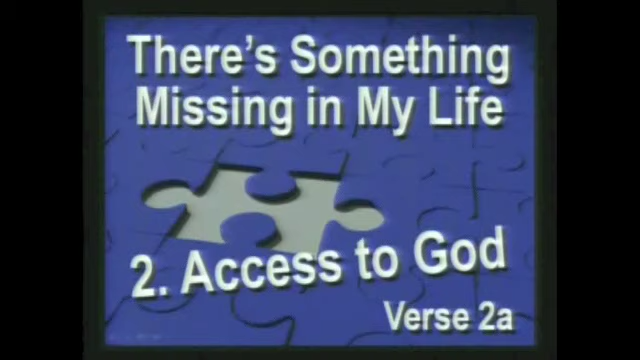 There's Something
Missing in My Life
2. Access to God
Verse 2a